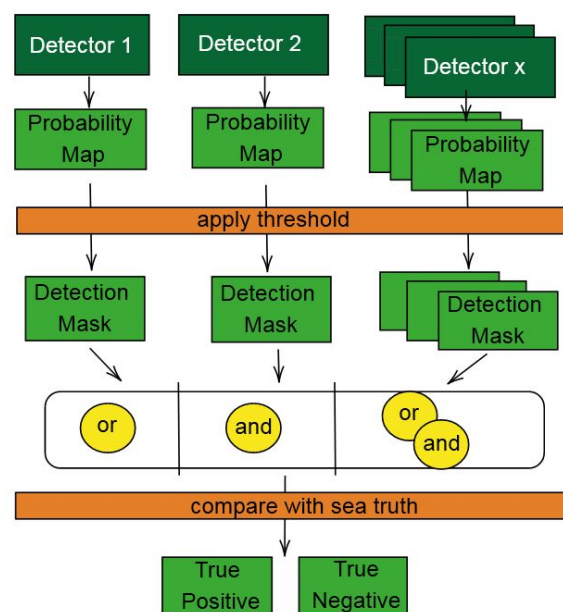 Detector 1
Detector 2
Detector x
Probability
Map
Probability
Map
Probability
Map
apply threshold
Detection
Mask
Detection
Mask
Detection
Mask
or
and
or
and
compare with sea truth
True
Positive
True
Negative